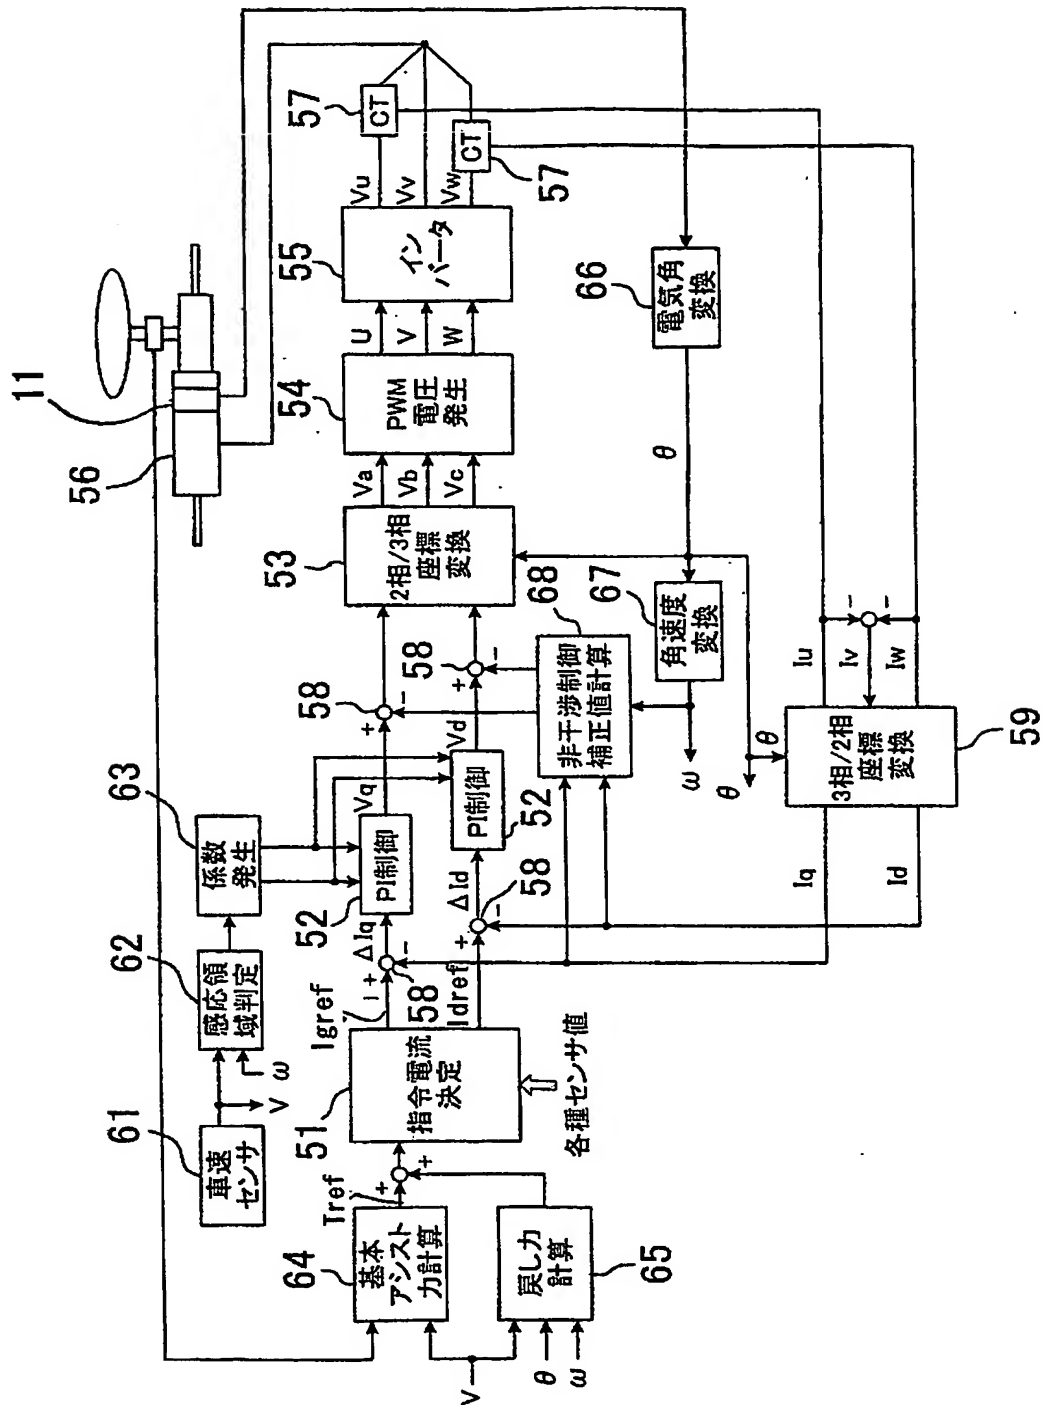 11
56
57
CT
CT
57
Vu
Vv
Vw
55
インバ
ータ
U
V
W
54
PWM
電圧
発生
Va
Vb
Vc
53
2相/3相
座標
変換
66
電気角
変換
θ
67
角速度
変換
ω
θ
θ
68
非干渉制御
補正値計算
58
58
+
-
+
-
Vq
Vd
63
係数
発生
62
感応領
域判定
ω
V
61
車速
センサ
52
PI制御
PI制御
52
ΔIq
ΔId
58
58
+
-
+
-
Igref
Idref
51
指令電流
決定
各種センサ値
Tref
+
+
64
基本
アシスト
力計算
65
戻し力
計算
V
θ
ω
Iu
Iv
Iw
-
-
59
3相/2相
座標
変換
Iq
Id